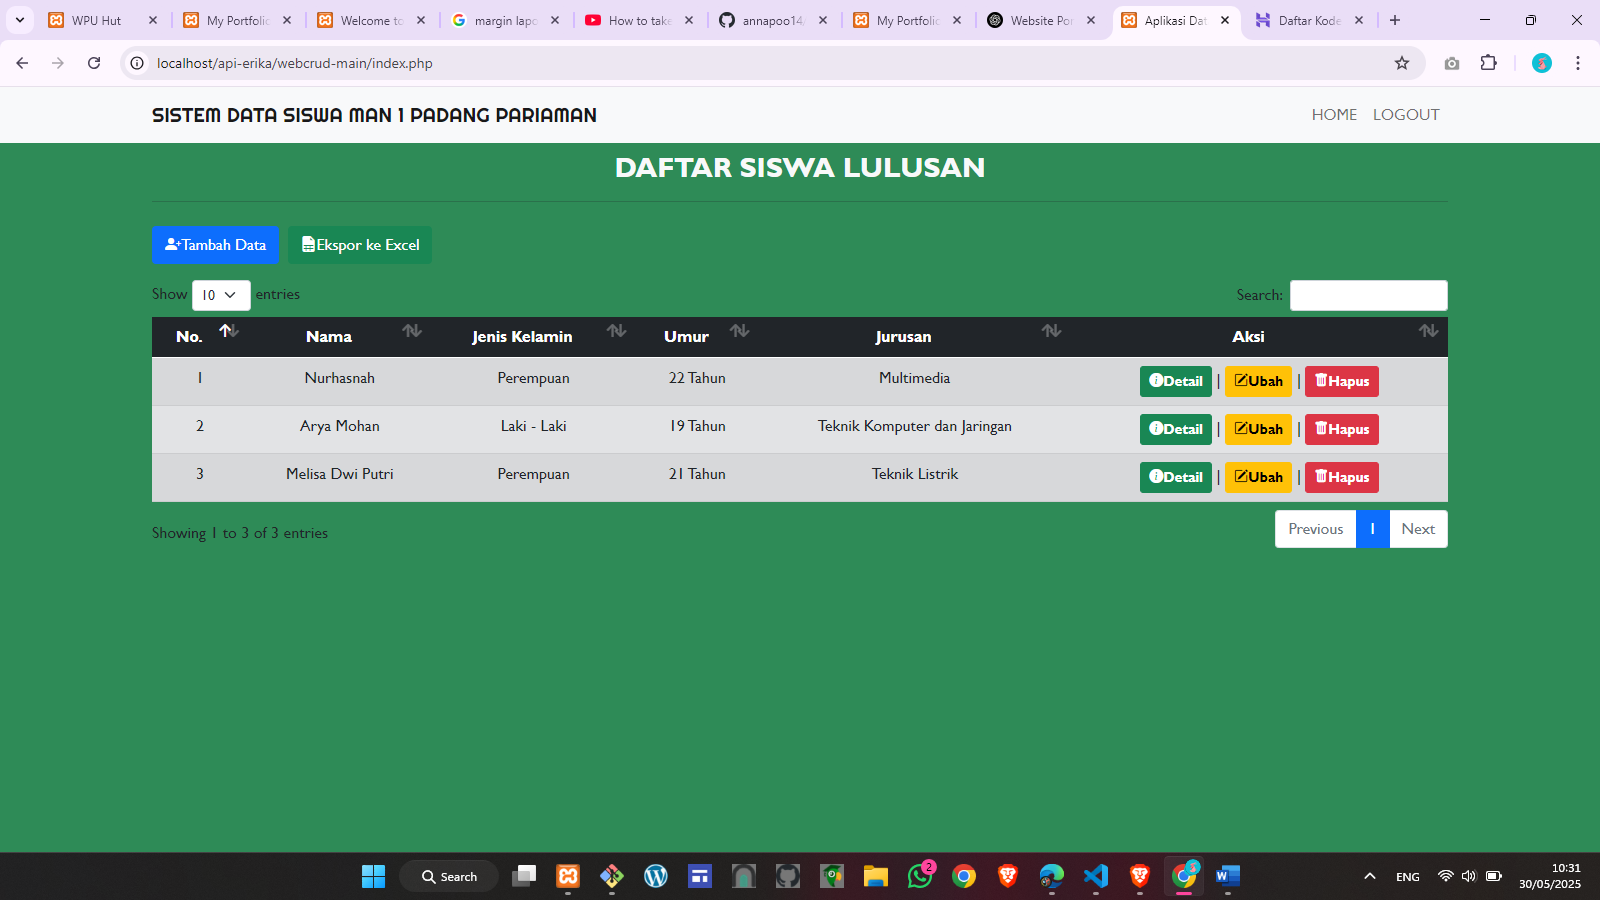 WPU Hut
My Portfolio
Welcome to
margin lapo
How to take
annapoo14
My Portfolio
Website Por
Aplikasi Dat
Daftar Kode
localhost/api-erika/webcrud-main/index.php
SISTEM DATA SISWA MAN 1 PADANG PARIAMAN
HOME LOGOUT
DAFTAR SISWA LULUSAN
Tambah Data Ekspor ke Excel
Show 10 entries Search:
No. Nama Jenis Kelamin Umur Jurusan Aksi
1 Nurhasnah Perempuan 22 Tahun Multimedia Detail | Ubah | Hapus
2 Arya Mohan Laki - Laki 19 Tahun Teknik Komputer dan Jaringan Detail | Ubah | Hapus
3 Melisa Dwi Putri Perempuan 21 Tahun Teknik Listrik Detail | Ubah | Hapus
Showing 1 to 3 of 3 entries Previous 1 Next
Search
2
ENG
10:31
30/05/2025